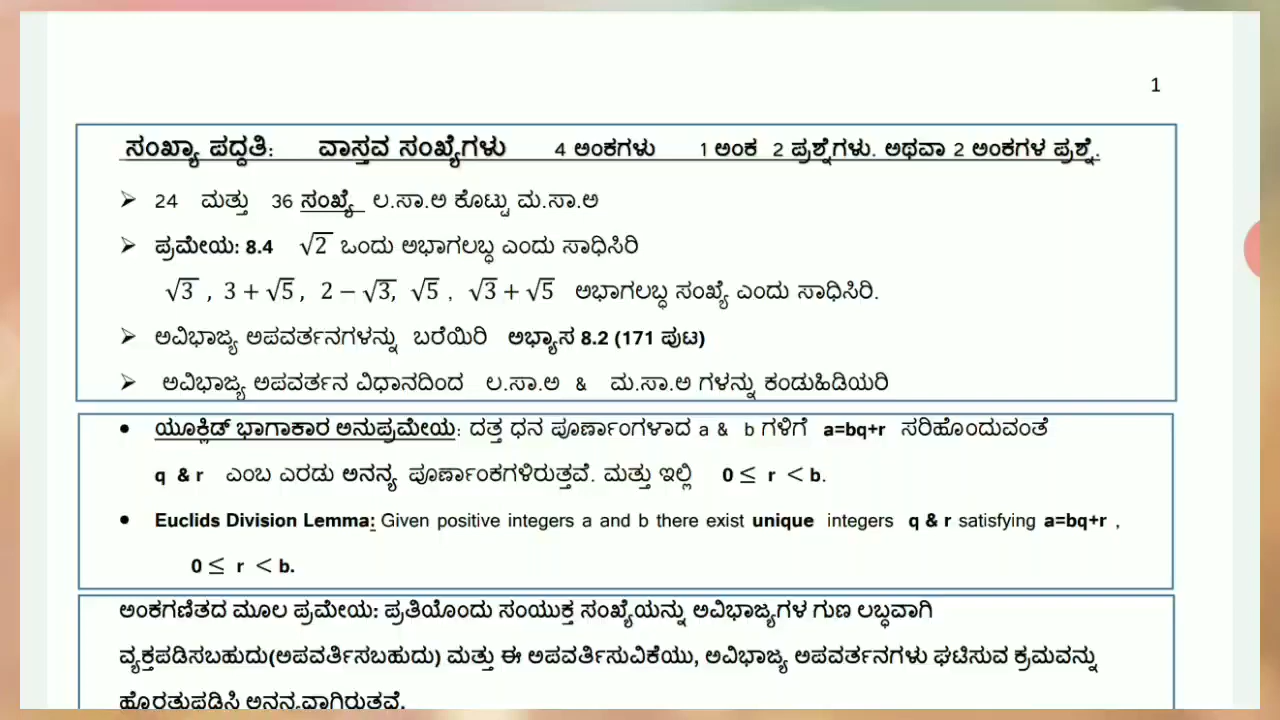 1
ಸಂಖ್ಯಾ ಪದ್ದತಿ: ವಾಸ್ತವ ಸಂಖ್ಯೆಗಳು 4 ಅಂಕಗಳು 1 ಅಂಕ 2 ಪ್ರಶ್ನೆಗಳು. ಅಥವಾ 2 ಅಂಕಗಳ ಪ್ರಶ್ನೆ.
➢ 24 ಮತ್ತು 36 ಸಂಖ್ಯೆ ಲ.ಸಾ.ಅ ಕೊಟ್ಟು ಮ.ಸಾ.ಅ
➢ ಪ್ರಮೇಯ: 8.4 √2 ಒಂದು ಅಭಾಗಲಬ್ಧ ಎಂದು ಸಾಧಿಸಿರಿ
√3 , 3 + √5, 2 − √3, √5 , √3 + √5 ಅಭಾಗಲಬ್ಧ ಸಂಖ್ಯೆ ಎಂದು ಸಾಧಿಸಿರಿ.
➢ ಅವಿಭಾಜ್ಯ ಅಪವರ್ತನಗಳನ್ನು ಬರೆಯಿರಿ ಅಭ್ಯಾಸ 8.2 (171 ಪುಟ)
➢ ಅವಿಭಾಜ್ಯ ಅಪವರ್ತನ ವಿಧಾನದಿಂದ ಲ.ಸಾ.ಅ & ಮ.ಸಾ.ಅ ಗಳನ್ನು ಕಂಡುಹಿಡಿಯರಿ
• ಯೂಕ್ಲಿಡ್ ಭಾಗಾಕಾರ ಅನುಪ್ರಮೇಯ: ದತ್ತ ಧನ ಪೂರ್ಣಾಂಗಳಾದ a & b ಗಳಿಗೆ a=bq+r ಸರಿಹೊಂದುವಂತೆ
q & r ಎಂಬ ಎರಡು ಅನನ್ಯ ಪೂರ್ಣಾಂಕಗಳಿರುತ್ತವೆ. ಮತ್ತು ಇಲ್ಲಿ 0 ≤ r < b.
• Euclids Division Lemma: Given positive integers a and b there exist unique integers q & r satisfying a=bq+r ,
0 ≤ r < b.
ಅಂಕಗಣಿತದ ಮೂಲ ಪ್ರಮೇಯ: ಪ್ರತಿಯೊಂದು ಸಂಯುಕ್ತ ಸಂಖ್ಯೆಯನ್ನು ಅವಿಭಾಜ್ಯಗಳ ಗುಣ ಲಬ್ಧವಾಗಿ
ವ್ಯಕ್ತಪಡಿಸಬಹುದು(ಅಪವರ್ತಿಸಬಹುದು) ಮತ್ತು ಈ ಅಪವರ್ತಿಸುವಿಕೆಯು, ಅವಿಭಾಜ್ಯ ಅಪವರ್ತನಗಳು ಘಟಿಸುವ ಕ್ರಮವನ್ನು
ಹೊರತುಪಡಿಸಿ ಅನನ್ಯವಾಗಿರುತ್ತವೆ.